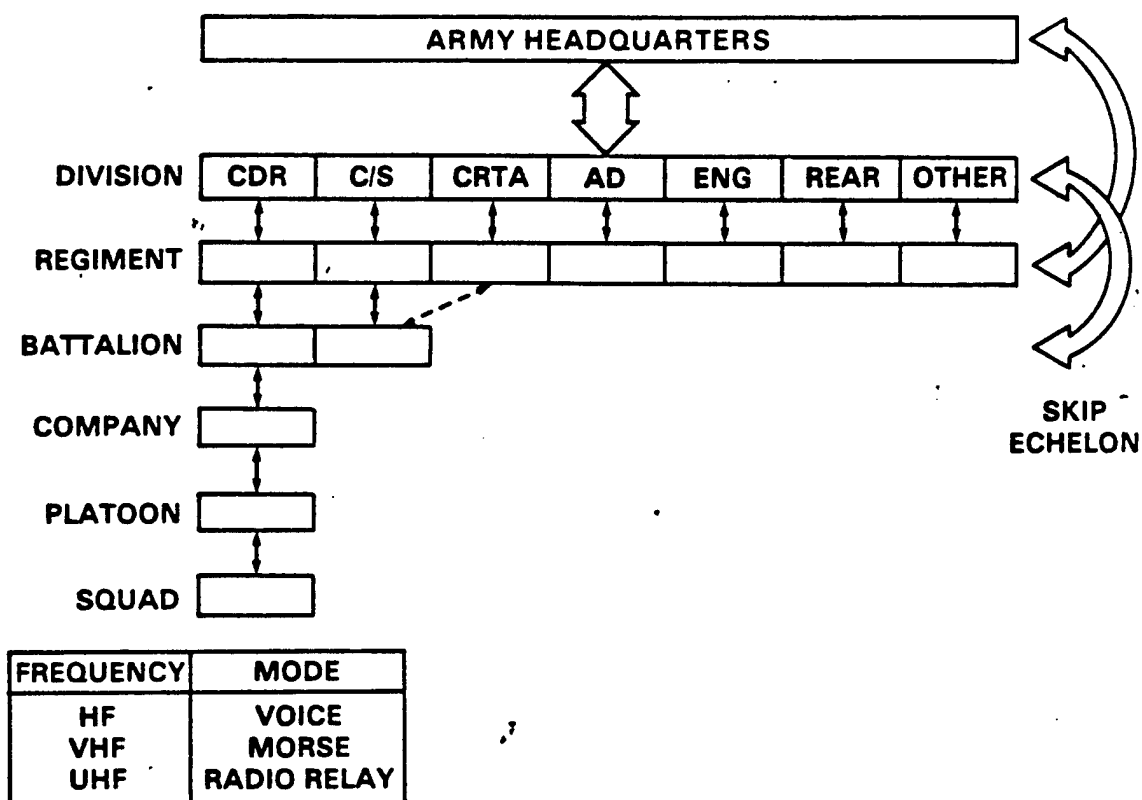 ARMY HEADQUARTERS
DIVISION CDR C/S CRTA AD ENG REAR OTHER
REGIMENT
BATTALION
COMPANY
SKIP
ECHELON
PLATOON
SQUAD
FREQUENCY MODE
HF VOICE
VHF MORSE
UHF RADIO RELAY